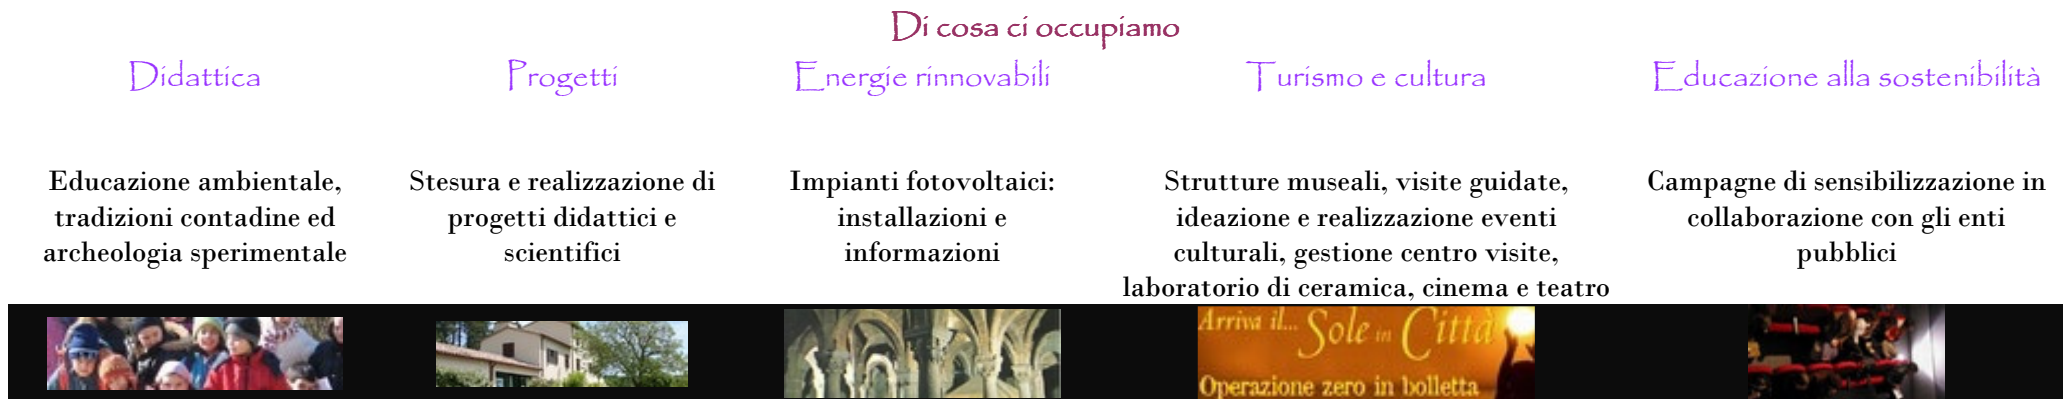 Di cosa ci occupiamo
Didattica
Progetti
Energie rinnovabili
Turismo e cultura
Educazione alla sostenibilità
Educazione ambientale,
tradizioni contadine ed
archeologia sperimentale
Stesura e realizzazione di
progetti didattici e
scientifici
Impianti fotovoltaici:
installazioni e
informazioni
Strutture museali, visite guidate,
ideazione e realizzazione eventi
culturali, gestione centro visite,
laboratorio di ceramica, cinema e teatro
Campagne di sensibilizzazione in
collaborazione con gli enti
pubblici
Arriva il... Sole in Città
Operazione zero in bolletta